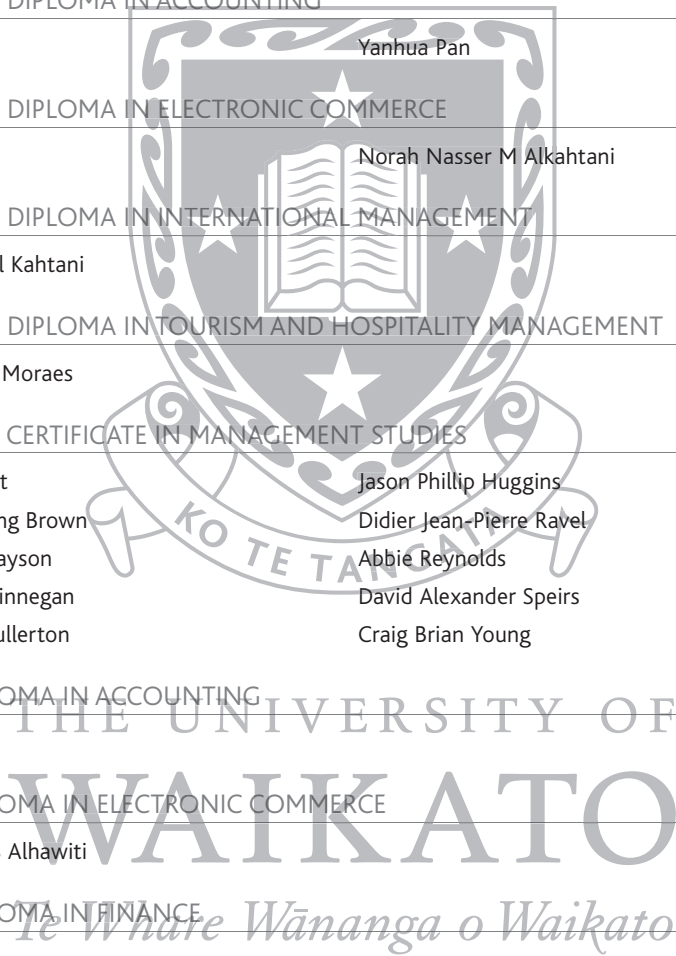 DIPLOMA IN ACCOUNTING
Yanhua Pan
DIPLOMA IN ELECTRONIC COMMERCE
Norah Nasser M Alkahtani
DIPLOMA IN INTERNATIONAL MANAGEMENT
l Kahtani
DIPLOMA IN TOURISM AND HOSPITALITY MANAGEMENT
Moraes
CERTIFICATE IN MANAGEMENT STUDIES
t Jason Phillip Huggins
ng Brown Didier Jean-Pierre Ravel
ayson Abbie Reynolds
innegan David Alexander Speirs
ullerton Craig Brian Young
KO TE TANGATA
OMA IN ACCOUNTING
THE UNIVERSITY OF
OMA IN ELECTRONIC COMMERCE
WAIKATO
Alhawiti
OMA IN FINANCE
Te Whare Wānanga o Waikato